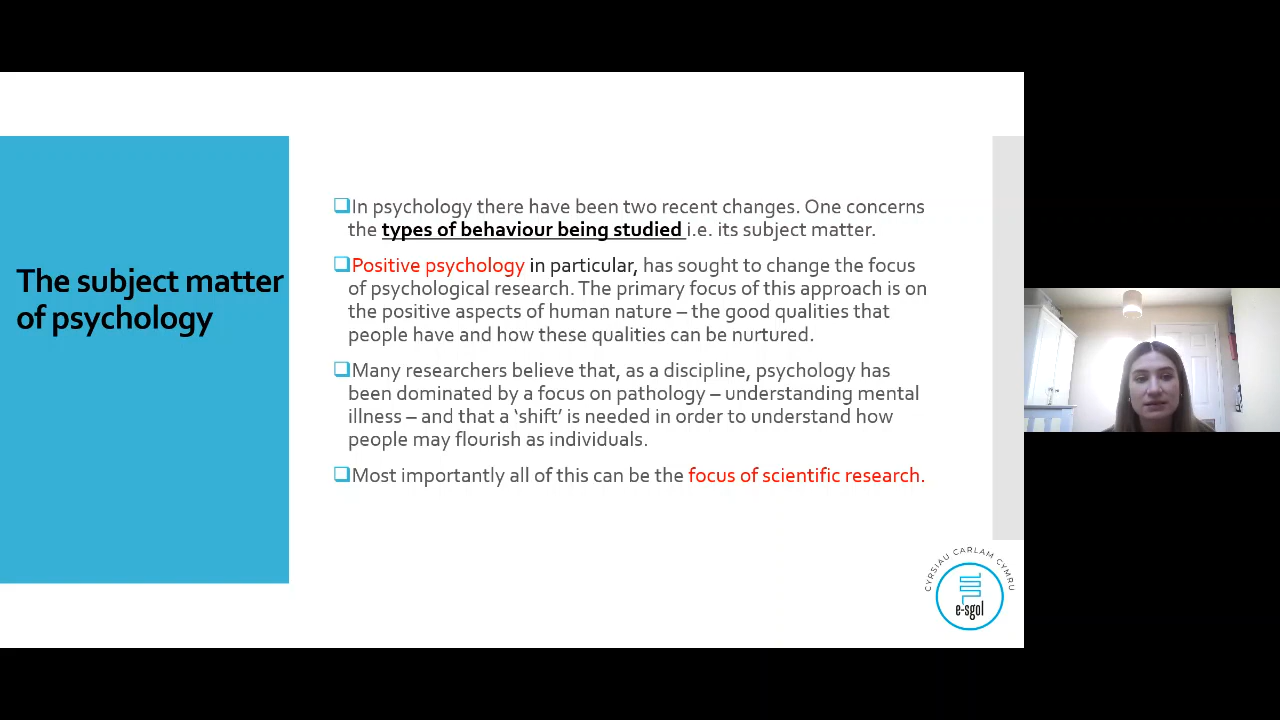 The subject matter
of psychology
In psychology there have been two recent changes. One concerns
the types of behaviour being studied i.e. its subject matter.
Positive psychology in particular, has sought to change the focus
of psychological research. The primary focus of this approach is on
the positive aspects of human nature – the good qualities that
people have and how these qualities can be nurtured.
Many researchers believe that, as a discipline, psychology has
been dominated by a focus on pathology – understanding mental
illness – and that a ‘shift’ is needed in order to understand how
people may flourish as individuals.
Most importantly all of this can be the focus of scientific research.
CYRSIAU CARLAM CYMRU
e-sgol